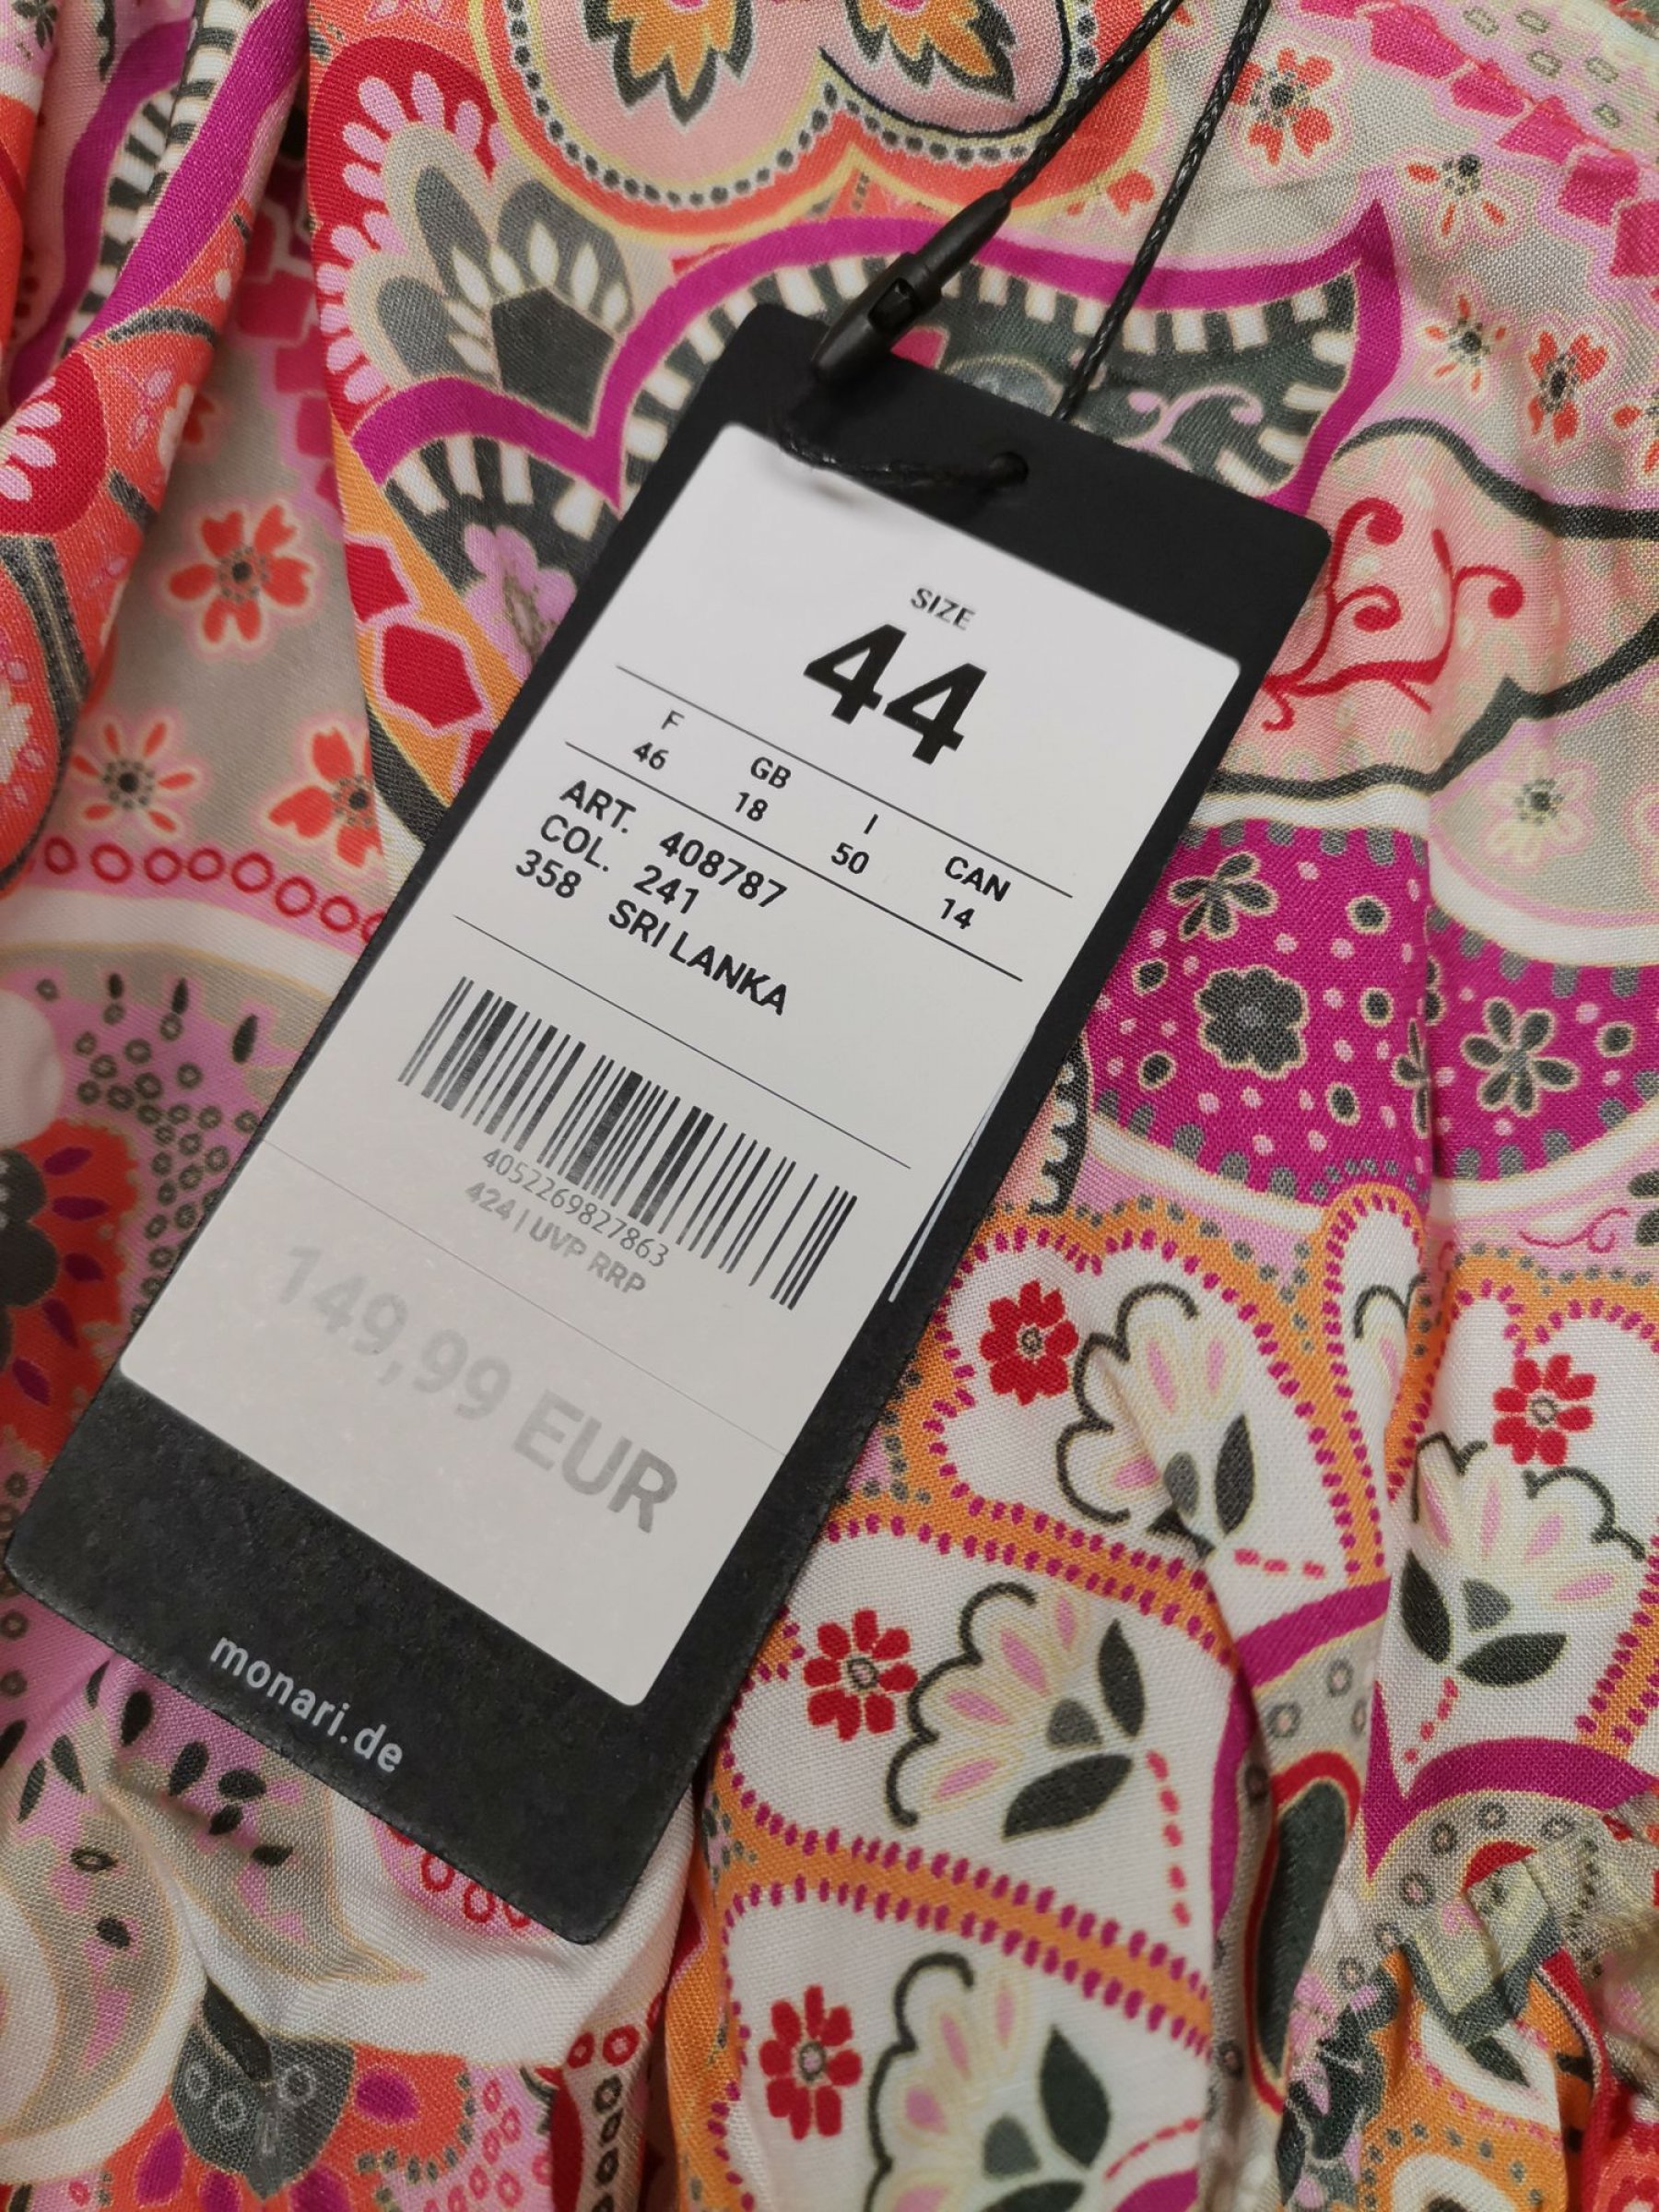 SIZE
44
F GB I CAN
46 18 50 14
ART. 408787
COL. 241
358 SRI LANKA
4052269827863
424 | UVP RRP
149,99 EUR
monari.de